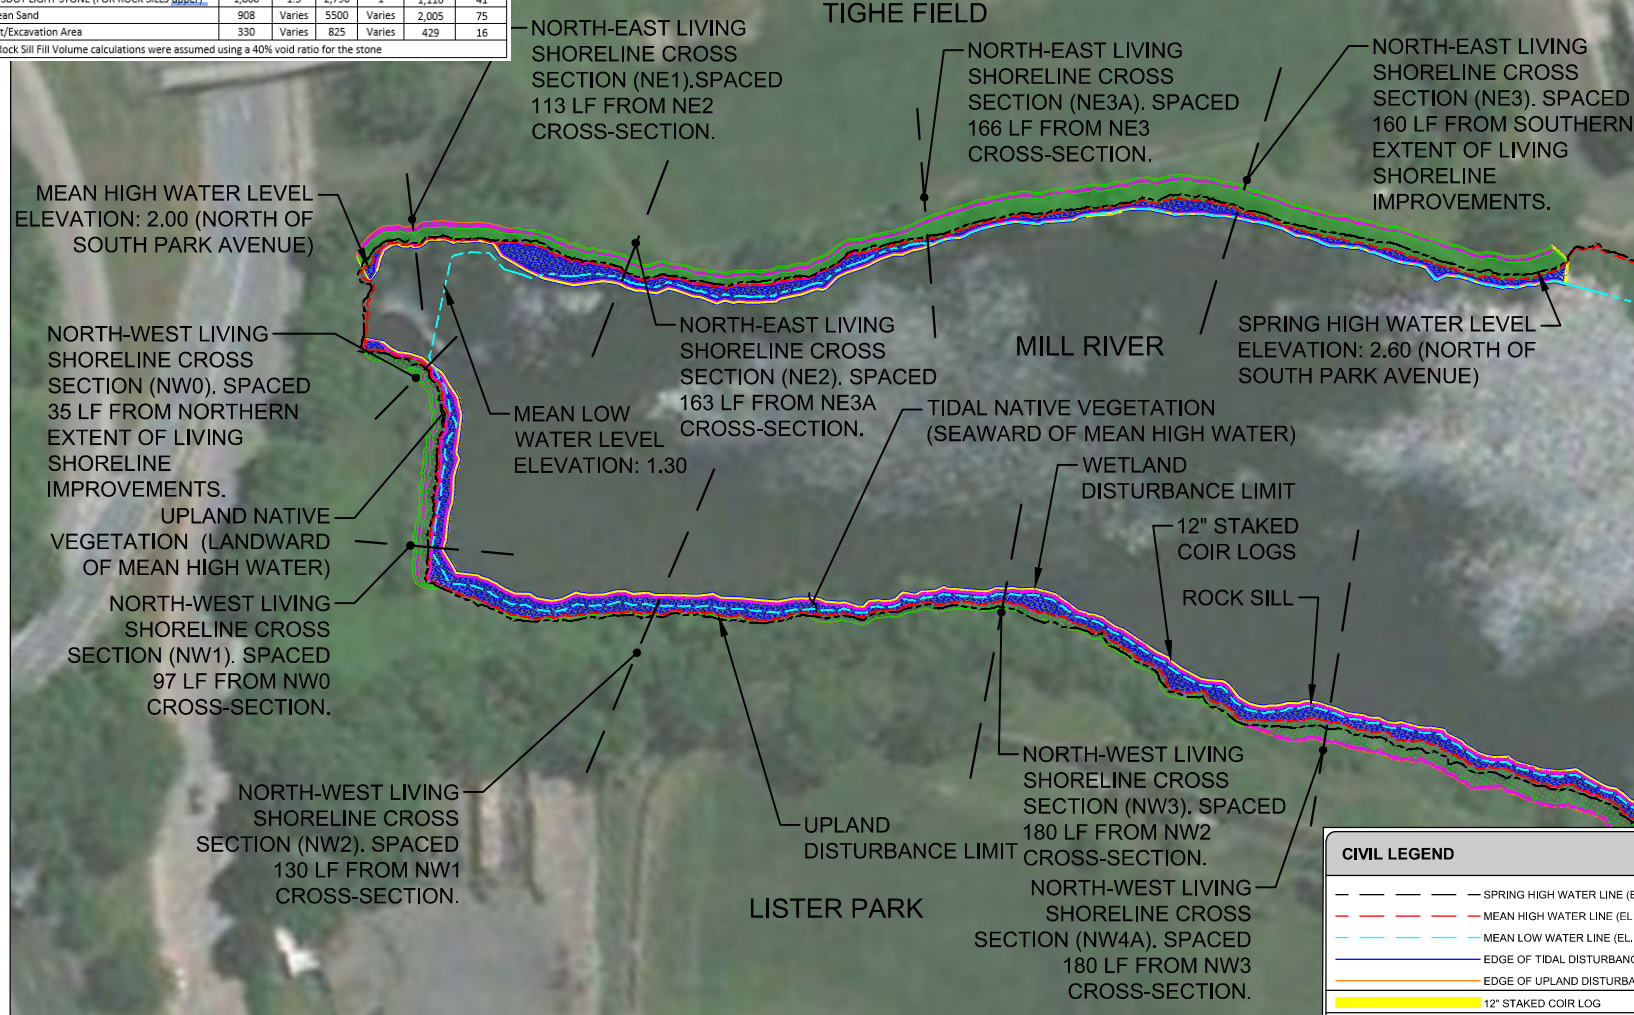 (FOR ROCK SILLS upper) 1.5 1
Sand 908 Varies 5500 Varies 2,005 75
t/Excavation Area 330 Varies 825 Varies 429 16
Rock Sill Fill Volume calculations were assumed using a 40% void ratio for the stone
TIGHE FIELD
NORTH-EAST LIVING
SHORELINE CROSS
SECTION (NE1).SPACED
113 LF FROM NE2
CROSS-SECTION.
NORTH-EAST LIVING
SHORELINE CROSS
SECTION (NE3A). SPACED
166 LF FROM NE3
CROSS-SECTION.
NORTH-EAST LIVING
SHORELINE CROSS
SECTION (NE3). SPACED
160 LF FROM SOUTHERN
EXTENT OF LIVING
SHORELINE
IMPROVEMENTS.
MEAN HIGH WATER LEVEL
ELEVATION: 2.00 (NORTH OF
SOUTH PARK AVENUE)
NORTH-WEST LIVING
SHORELINE CROSS
SECTION (NW0). SPACED
35 LF FROM NORTHERN
EXTENT OF LIVING
SHORELINE
IMPROVEMENTS.
MEAN LOW
WATER LEVEL
ELEVATION: 1.30
NORTH-EAST LIVING
SHORELINE CROSS
SECTION (NE2). SPACED
163 LF FROM NE3A
CROSS-SECTION.
MILL RIVER
SPRING HIGH WATER LEVEL
ELEVATION: 2.60 (NORTH OF
SOUTH PARK AVENUE)
TIDAL NATIVE VEGETATION
(SEAWARD OF MEAN HIGH WATER)
WETLAND
DISTURBANCE LIMIT
12" STAKED
COIR LOGS
ROCK SILL
UPLAND NATIVE
VEGETATION (LANDWARD
OF MEAN HIGH WATER)
NORTH-WEST LIVING
SHORELINE CROSS
SECTION (NW1). SPACED
97 LF FROM NW0
CROSS-SECTION.
NORTH-WEST LIVING
SHORELINE CROSS
SECTION (NW2). SPACED
130 LF FROM NW1
CROSS-SECTION.
UPLAND
DISTURBANCE LIMIT
NORTH-WEST LIVING
SHORELINE CROSS
SECTION (NW3). SPACED
180 LF FROM NW2
CROSS-SECTION.
LISTER PARK
NORTH-WEST LIVING
SHORELINE CROSS
SECTION (NW4A). SPACED
180 LF FROM NW3
CROSS-SECTION.
CIVIL LEGEND
SPRING HIGH WATER LINE (E
MEAN HIGH WATER LINE (EL
MEAN LOW WATER LINE (EL.
EDGE OF TIDAL DISTURBANC
EDGE OF UPLAND DISTURBA
12" STAKED COIR LOG